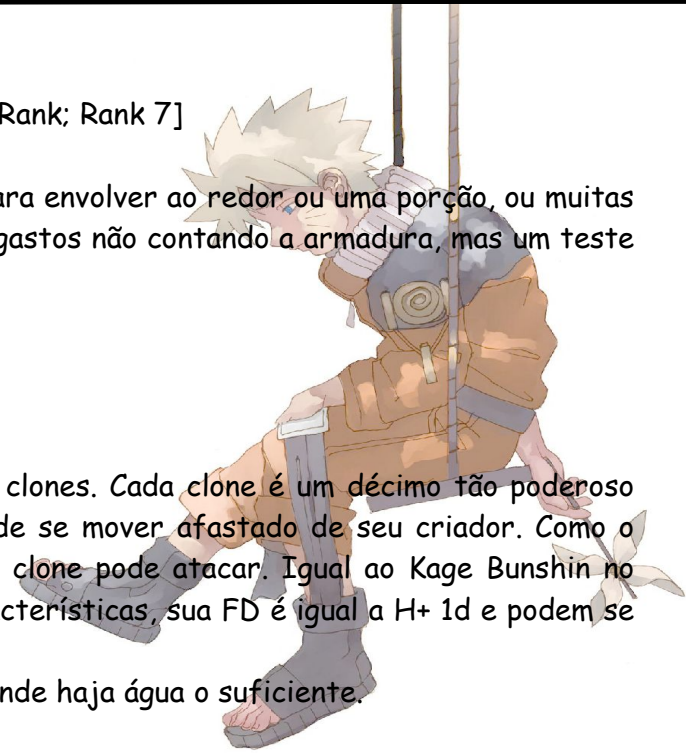 Rank; Rank 7]
ara envolver ao redor ou uma porção, ou muitas
gastos não contando a armadura, mas um teste
clones. Cada clone é um décimo tão poderoso
de se mover afastado de seu criador. Como o
clone pode atacar. Igual ao Kage Bunshin no
cterísticas, sua FD é igual a H+ 1d e podem se
nde haja água o suficiente.